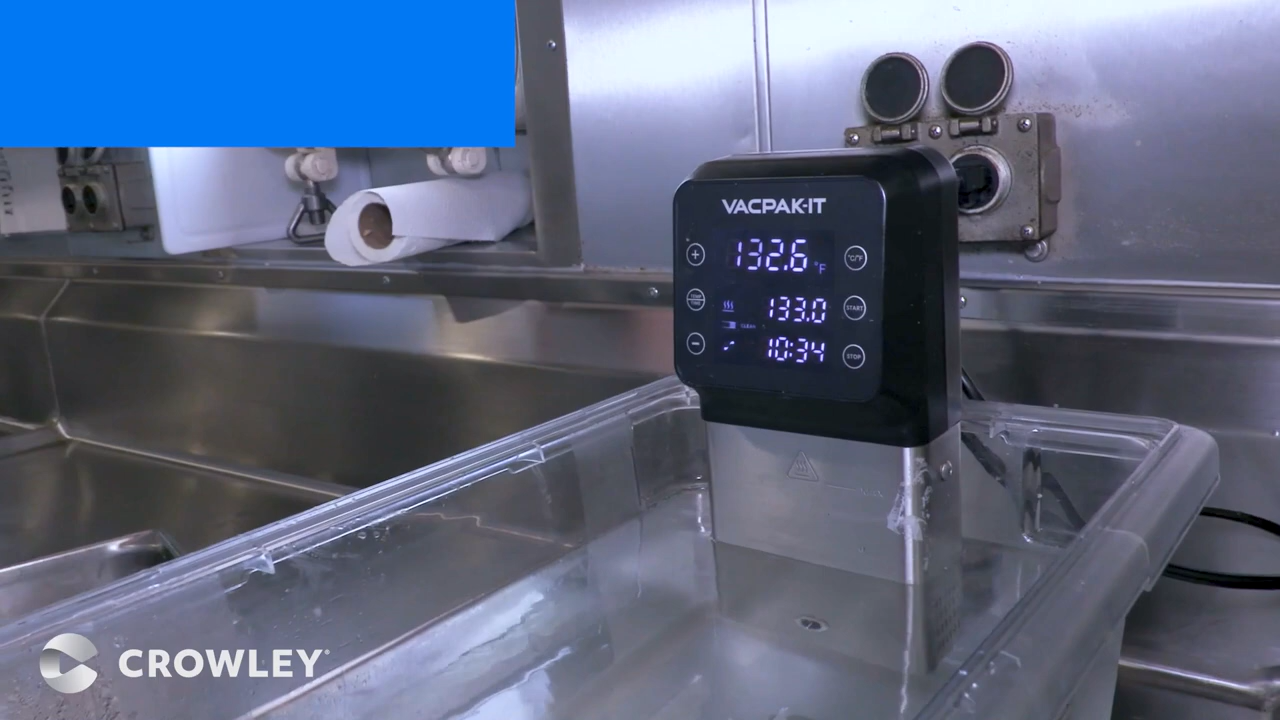 VACPAK-IT
132.6 °F
°C/°F
133.0
START
10:34
STOP
CROWLEY